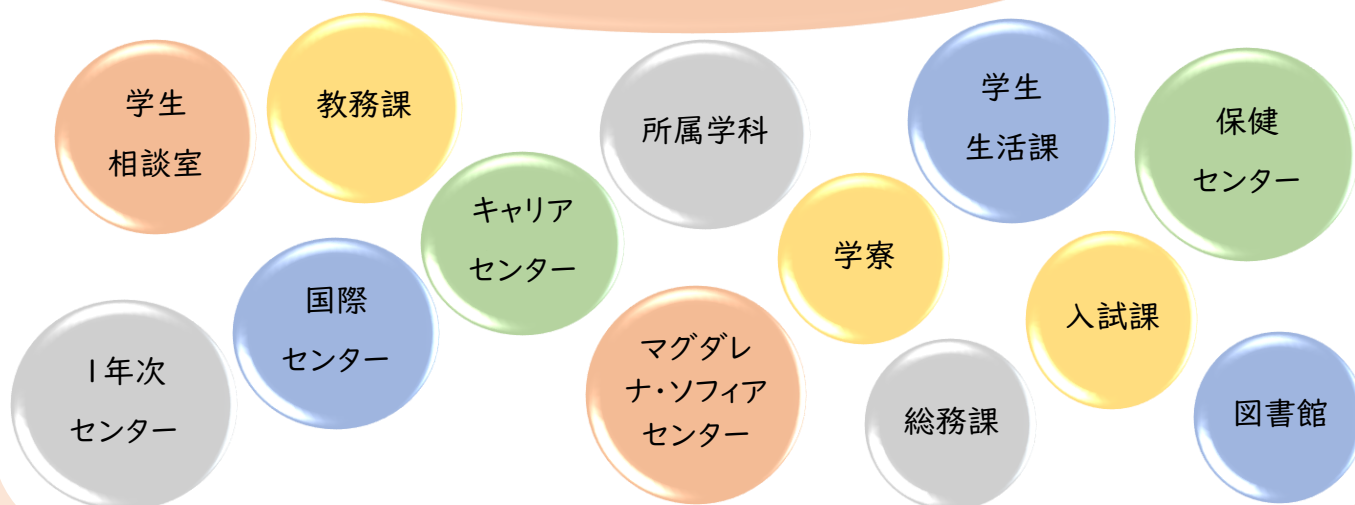 学生
相談室
教務課
所属学科
学生
生活課
保健
センター
キャリア
センター
学寮
国際
センター
入試課
1年次
センター
マグダレ
ナ・ソフィア
センター
総務課
図書館